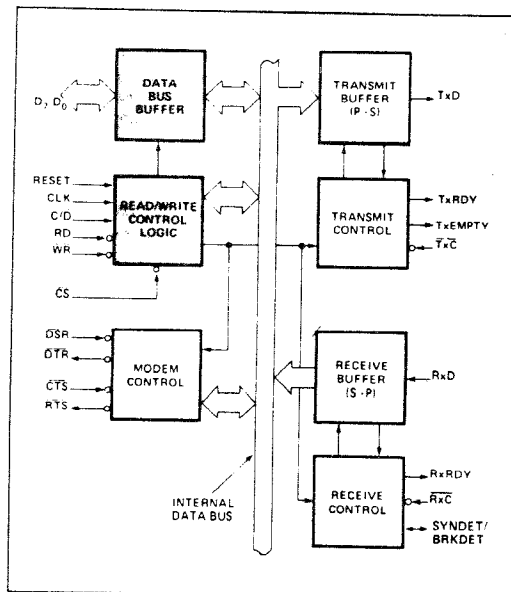 DATA
BUS
BUFFER
D7 D0
RESET
CLK
C/D
RD
WR
READ/WRITE
CONTROL
LOGIC
CS
DSR
DTR
CTS
RTS
MODEM
CONTROL
INTERNAL
DATA BUS
TRANSMIT
BUFFER
(P - S)
TxD
TRANSMIT
CONTROL
TxRDY
TxEMPTY
TxC
RECEIVE
BUFFER
(S - P)
RxD
RECEIVE
CONTROL
RxRDY
RxC
SYNDET/
BRKDET